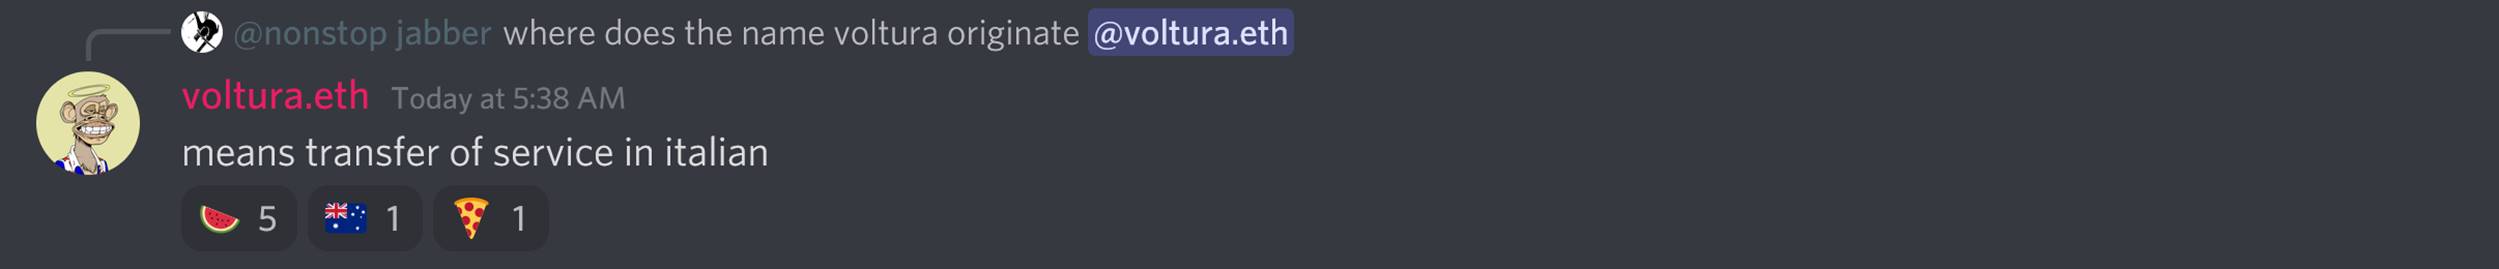 @nonstop jabber where does the name voltura originate @voltura.eth
voltura.eth Today at 5:38 AM
means transfer of service in italian
5 1 1